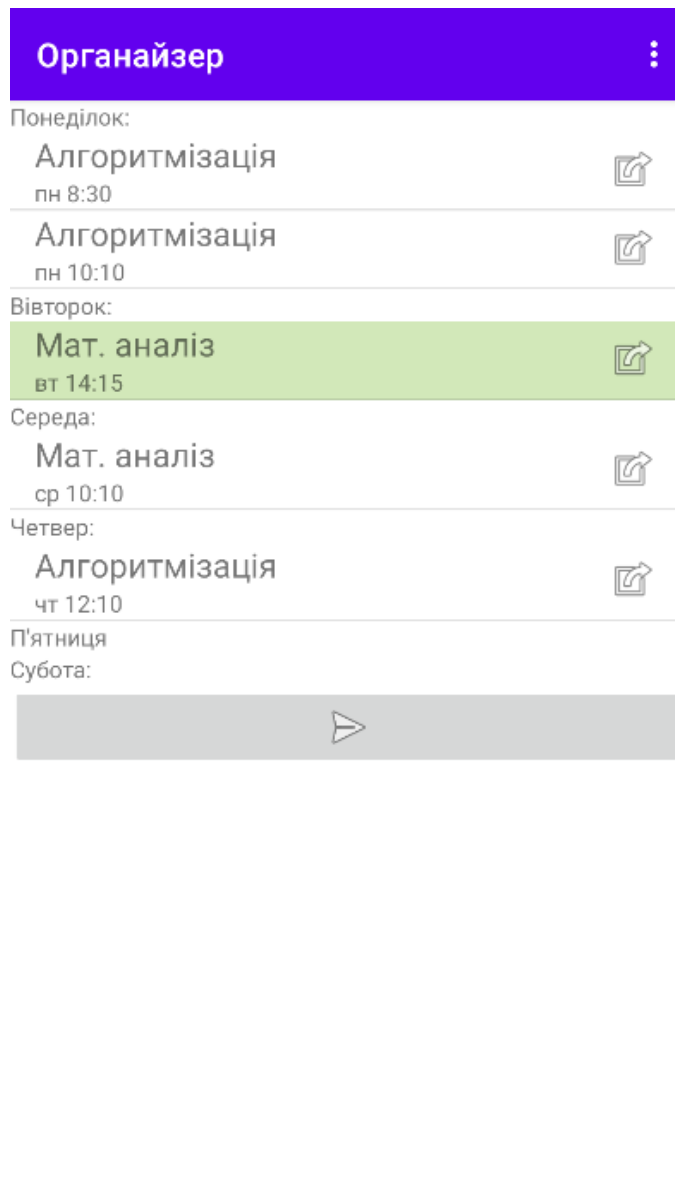 Органайзер
Понеділок:
Алгоритмізація
пн 8:30
Алгоритмізація
пн 10:10
Вівторок:
Мат. аналіз
вт 14:15
Середа:
Мат. аналіз
ср 10:10
Четвер:
Алгоритмізація
чт 12:10
П'ятниця
Субота: